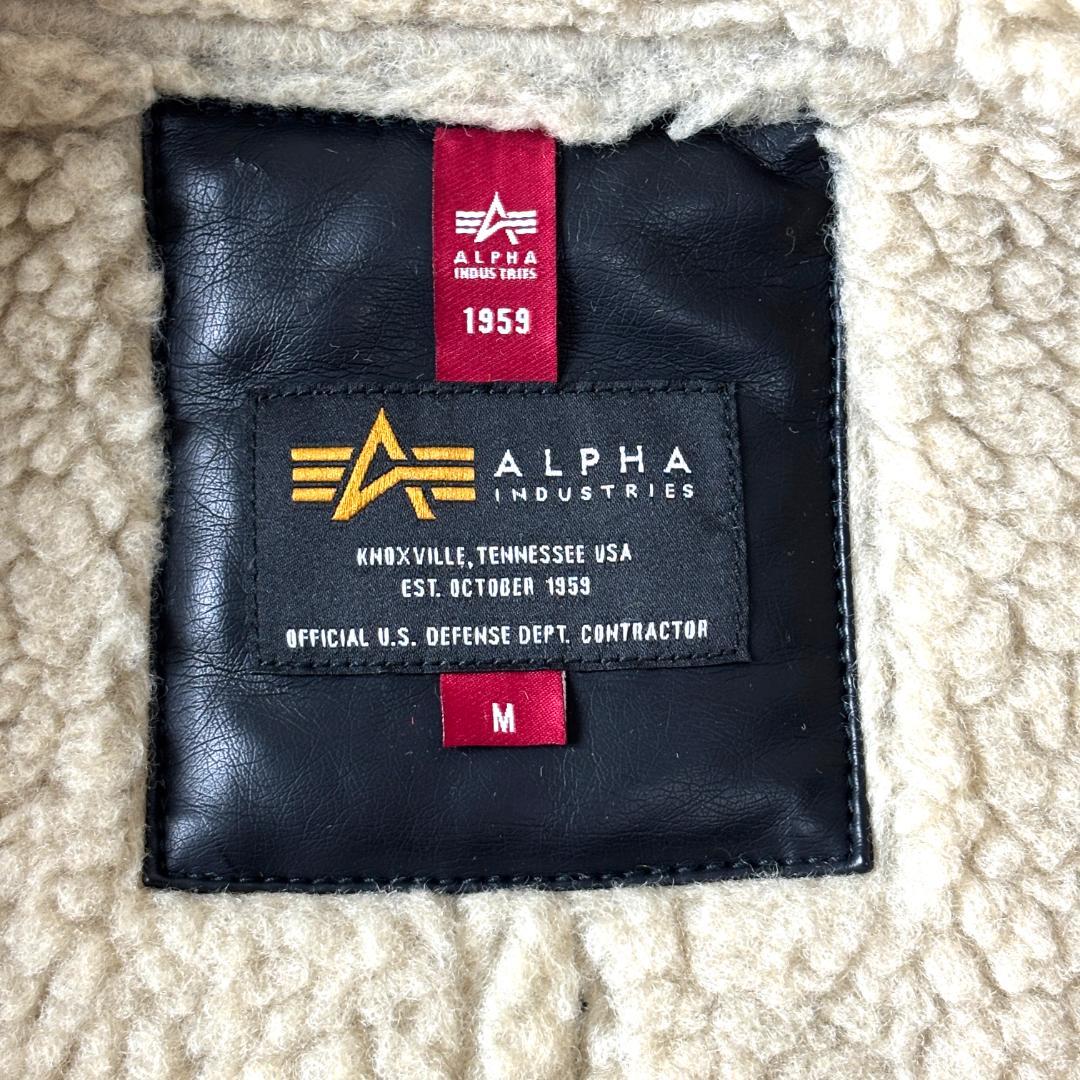 ALPHA
INDUSTRIES
1959
ALPHA
INDUSTRIES
KNOXVILLE, TENNESSEE USA
EST. OCTOBER 1959
OFFICIAL U.S. DEFENSE DEPT. CONTRACTOR
M